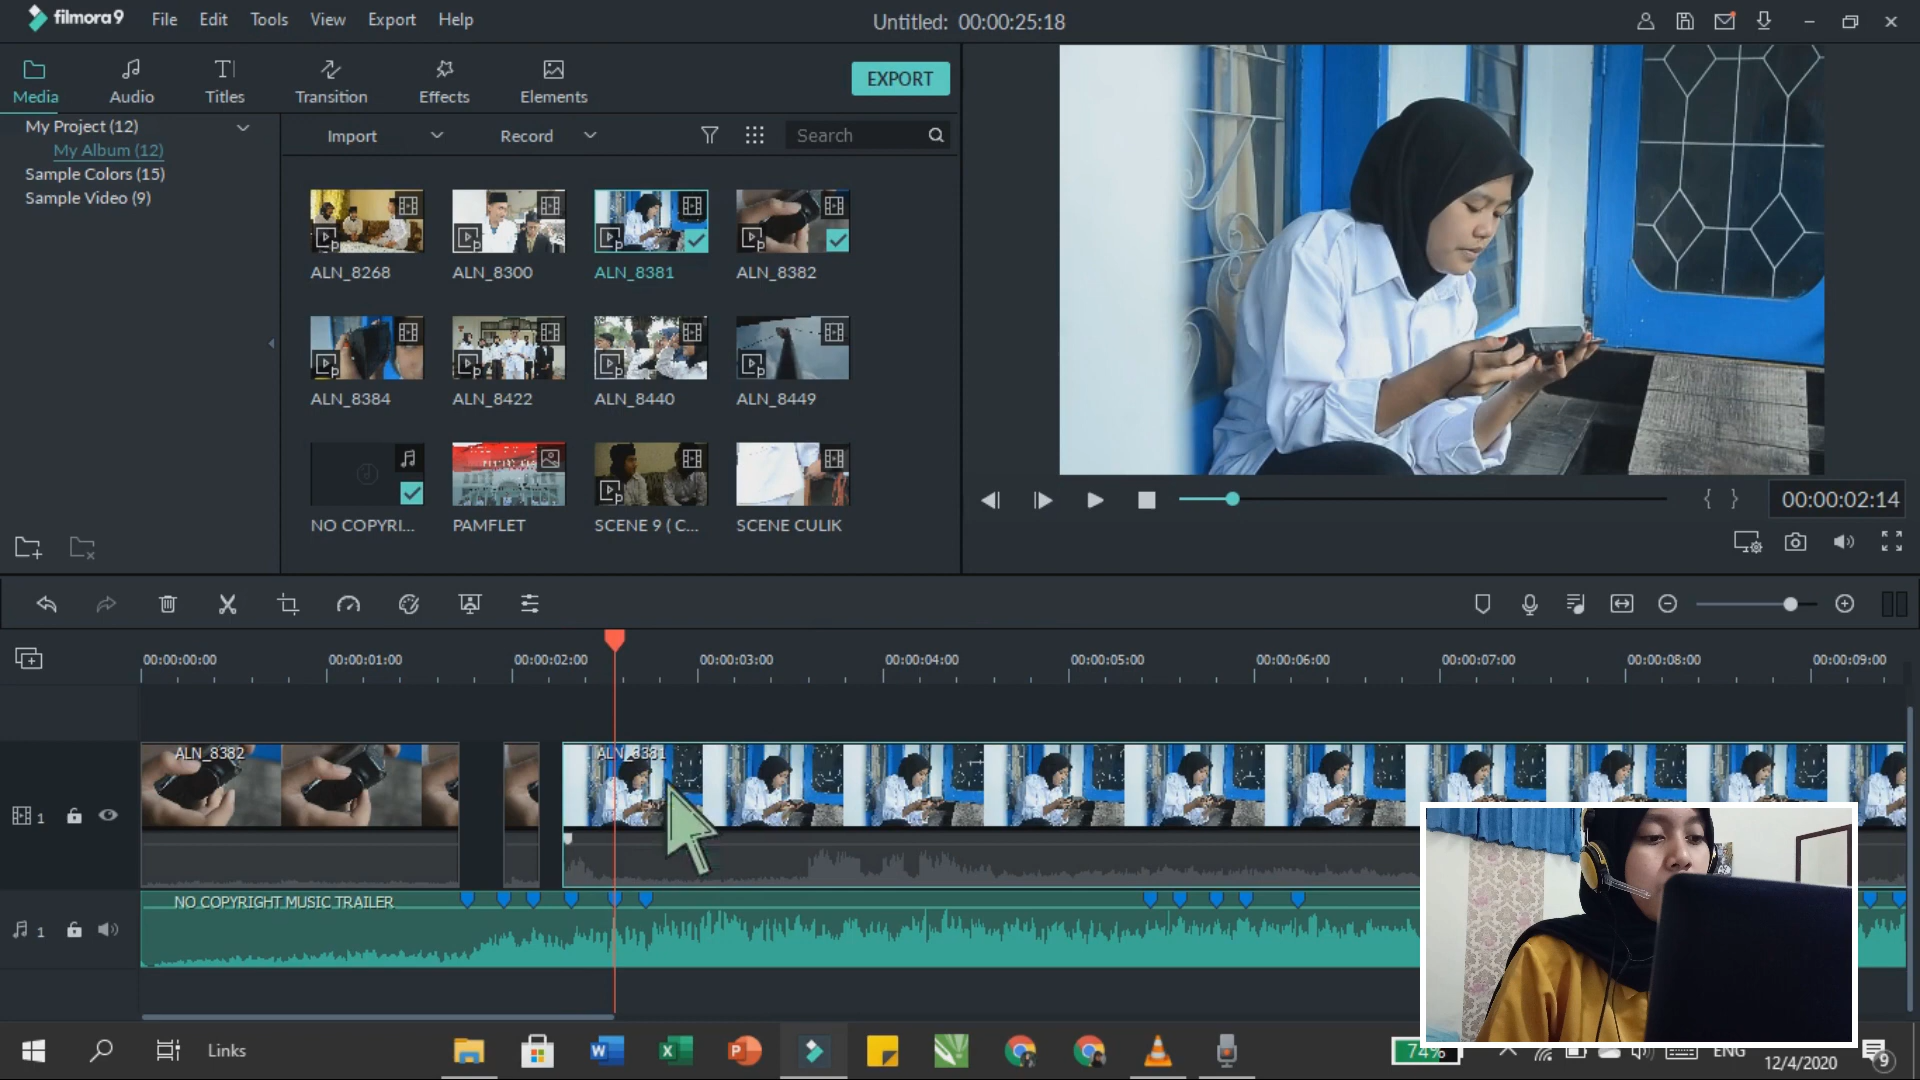 filmora9 File Edit Tools View Export Help Untitled: 00:00:25:18
Media Audio Titles Transition Effects Elements EXPORT
My Project (12)
My Album (12)
Sample Colors (15)
Sample Video (9)
Import Record Search
ALN_8268 ALN_8300 ALN_8381 ALN_8382
ALN_8384 ALN_8422 ALN_8440 ALN_8449
NO COPYRI... PAMFLET SCENE 9 ( C... SCENE CULIK
00:00:02:14
00:00:00:00 00:00:01:00 00:00:02:00 00:00:03:00 00:00:04:00 00:00:05:00 00:00:06:00 00:00:07:00 00:00:08:00 00:00:09:00
ALN_8382 ALN_8381
1
NO COPYRIGHT MUSIC TRAILER
1
Links 74% ENG
12/4/2020 9